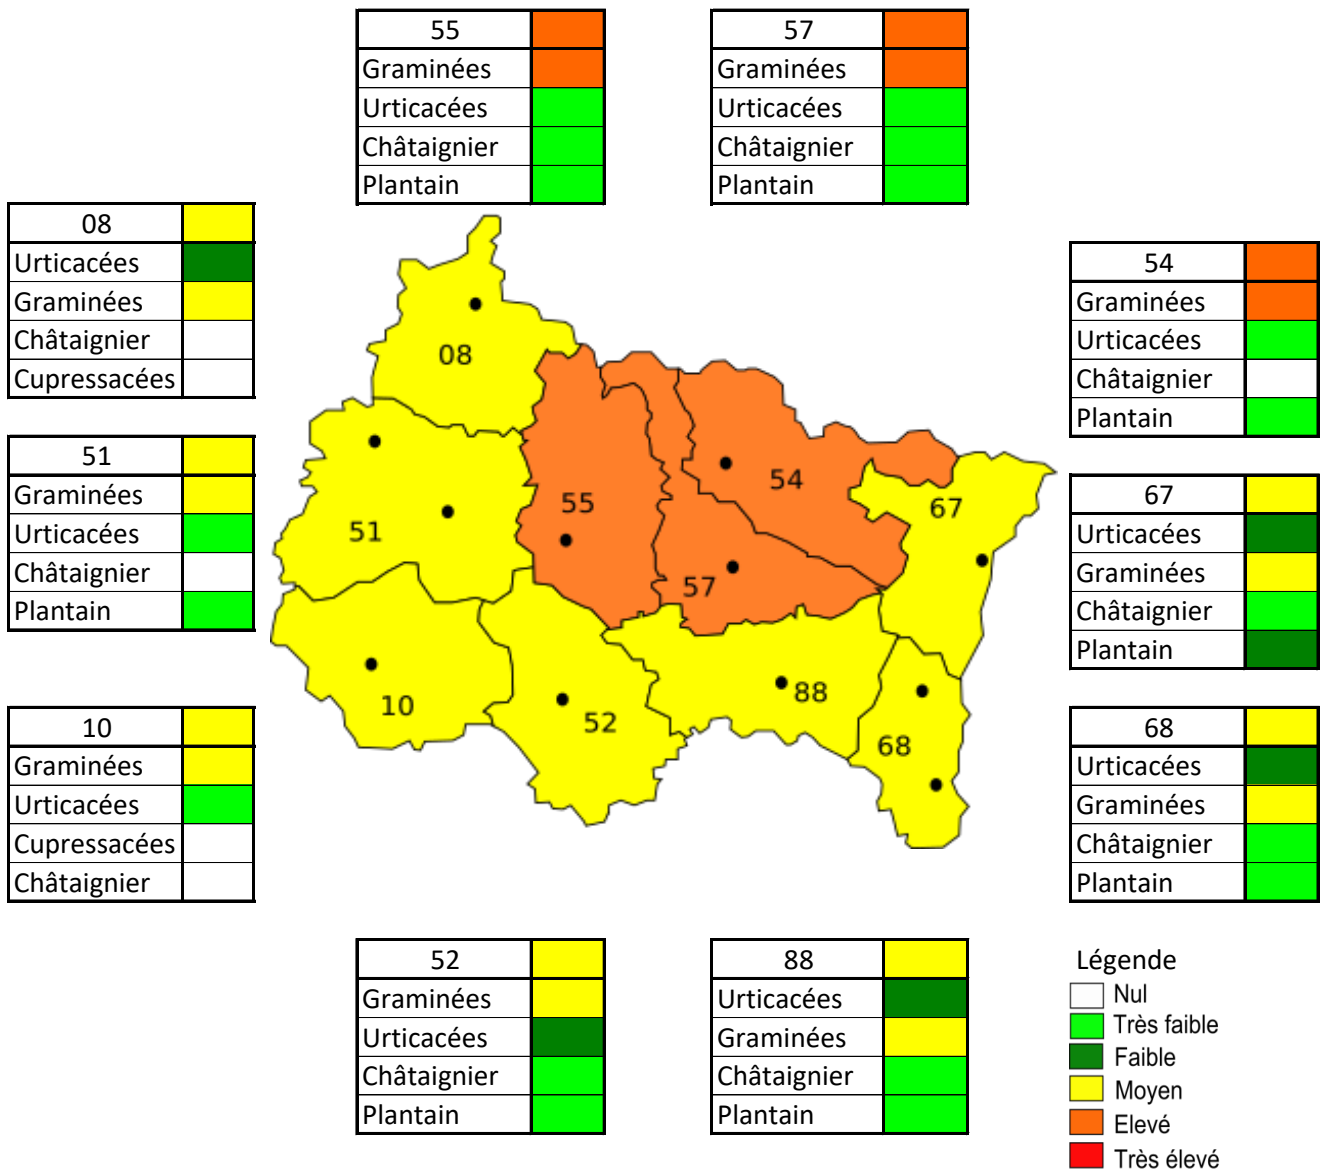 55
Graminées
Urticacées
Châtaignier
Plantain
57
Graminées
Urticacées
Châtaignier
Plantain
08
Urticacées
Graminées
Châtaignier
Cupressacées
54
Graminées
Urticacées
Châtaignier
Plantain
51
Graminées
Urticacées
Châtaignier
Plantain
67
Urticacées
Graminées
Châtaignier
Plantain
10
Graminées
Urticacées
Cupressacées
Châtaignier
68
Urticacées
Graminées
Châtaignier
Plantain
08
54
55
67
51
57
88
10
52
68
52
Graminées
Urticacées
Châtaignier
Plantain
88
Urticacées
Graminées
Châtaignier
Plantain
Légende
Nul
Très faible
Faible
Moyen
Elevé
Très élevé